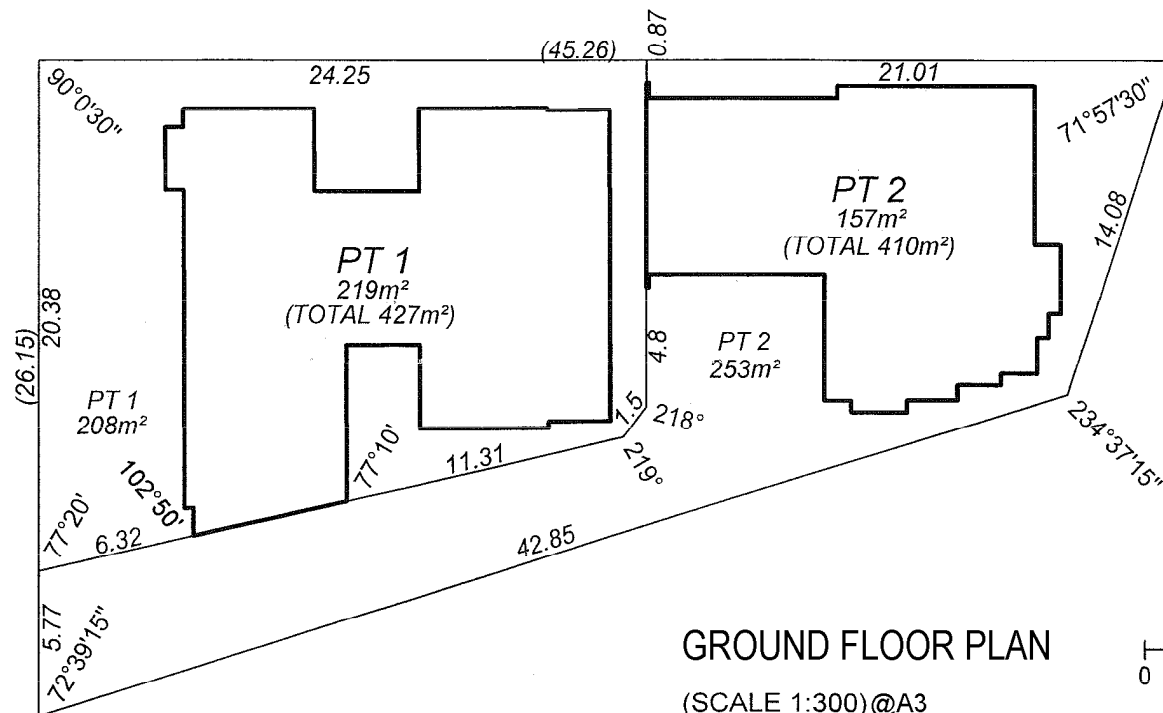 0.87
(45.26)
24.25
21.01
90°0'30"
71°57'30"
PT 2
157m²
(TOTAL 410m²)
14.08
PT 1
219m²
(TOTAL 427m²)
20.38
(26.15)
4.8
PT 2
253m²
PT 1
208m²
1.5
218°
234°37'15"
77°10'
11.31
219°
102°50'
77°20'
6.32
42.85
5.77
72°39'15"
GROUND FLOOR PLAN
0
(SCALE 1:300)@A3